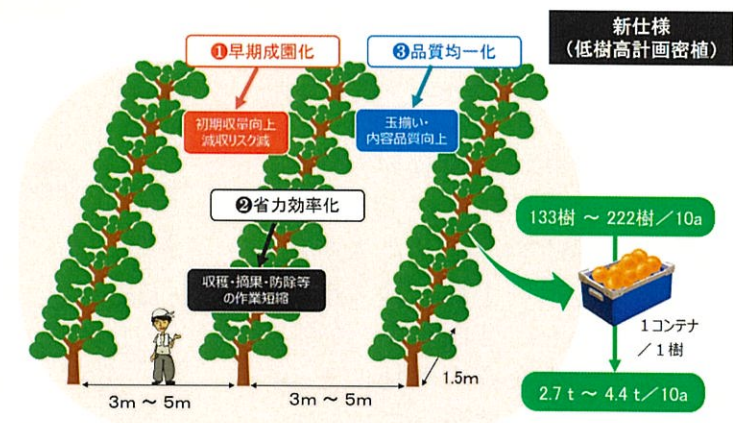 新仕様
（低樹高計画密植）
❶早期成園化
初期収量向上
減収リスク減
❸品質均一化
玉揃い・
内容品質向上
❷省力効率化
収穫・摘果・防除等
の作業短縮
133樹 ～ 222樹／10a
1コンテナ
／1樹
2.7ｔ～ 4.4ｔ／10a
1.5m
3m ～ 5m
3m ～ 5m